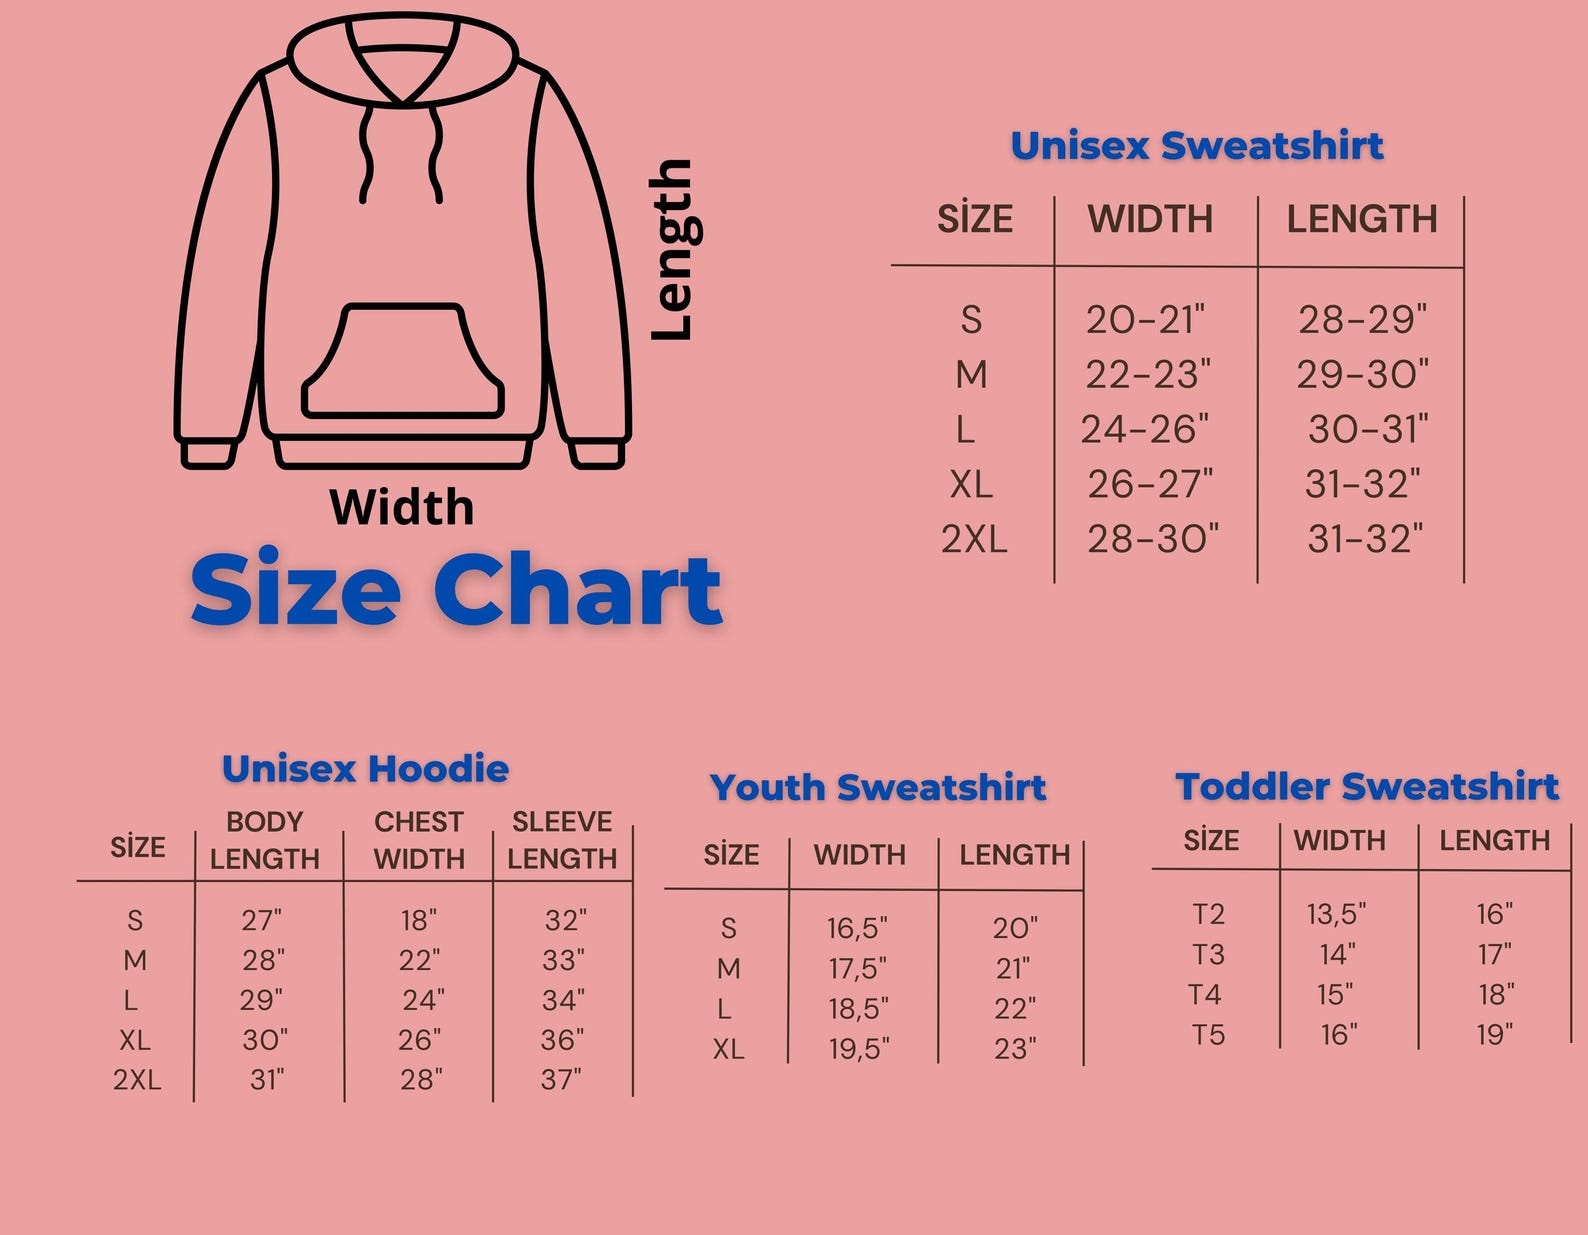 Length
Width
Size Chart
Unisex Sweatshirt
SİZE WIDTH LENGTH
S 20-21" 28-29"
M 22-23" 29-30"
L 24-26" 30-31"
XL 26-27" 31-32"
2XL 28-30" 31-32"
Unisex Hoodie
SİZE BODY LENGTH CHEST WIDTH SLEEVE LENGTH
S 27" 18" 32"
M 28" 22" 33"
L 29" 24" 34"
XL 30" 26" 36"
2XL 31" 28" 37"
Youth Sweatshirt
SİZE WIDTH LENGTH
S 16,5" 20"
M 17,5" 21"
L 18,5" 22"
XL 19,5" 23"
Toddler Sweatshirt
SİZE WIDTH LENGTH
T2 13,5" 16"
T3 14" 17"
T4 15" 18"
T5 16" 19"